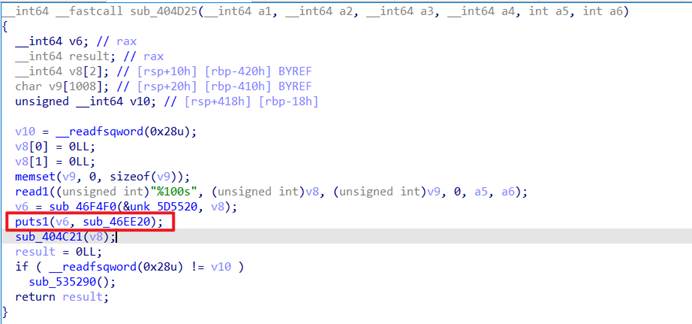 __int64 __fastcall sub_404D25(__int64 a1, __int64 a2, __int64 a3, __int64 a4, int a5, int a6)
{
__int64 v6; // rax
__int64 result; // rax
__int64 v8[2]; // [rsp+10h] [rbp-420h] BYREF
char v9[1008]; // [rsp+20h] [rbp-410h] BYREF
unsigned __int64 v10; // [rsp+418h] [rbp-18h]
v10 = __readfsqword(0x28u);
v8[0] = 0LL;
v8[1] = 0LL;
memset(v9, 0, sizeof(v9));
read1((unsigned int)"%100s", (unsigned int)v8, (unsigned int)v9, 0, a5, a6);
v6 = sub_46F4F0(&unk_5D5520, v8);
puts1(v6, sub_46EE20);
sub_404C21(v8);
result = 0LL;
if ( __readfsqword(0x28u) != v10 )
sub_535290();
return result;
}